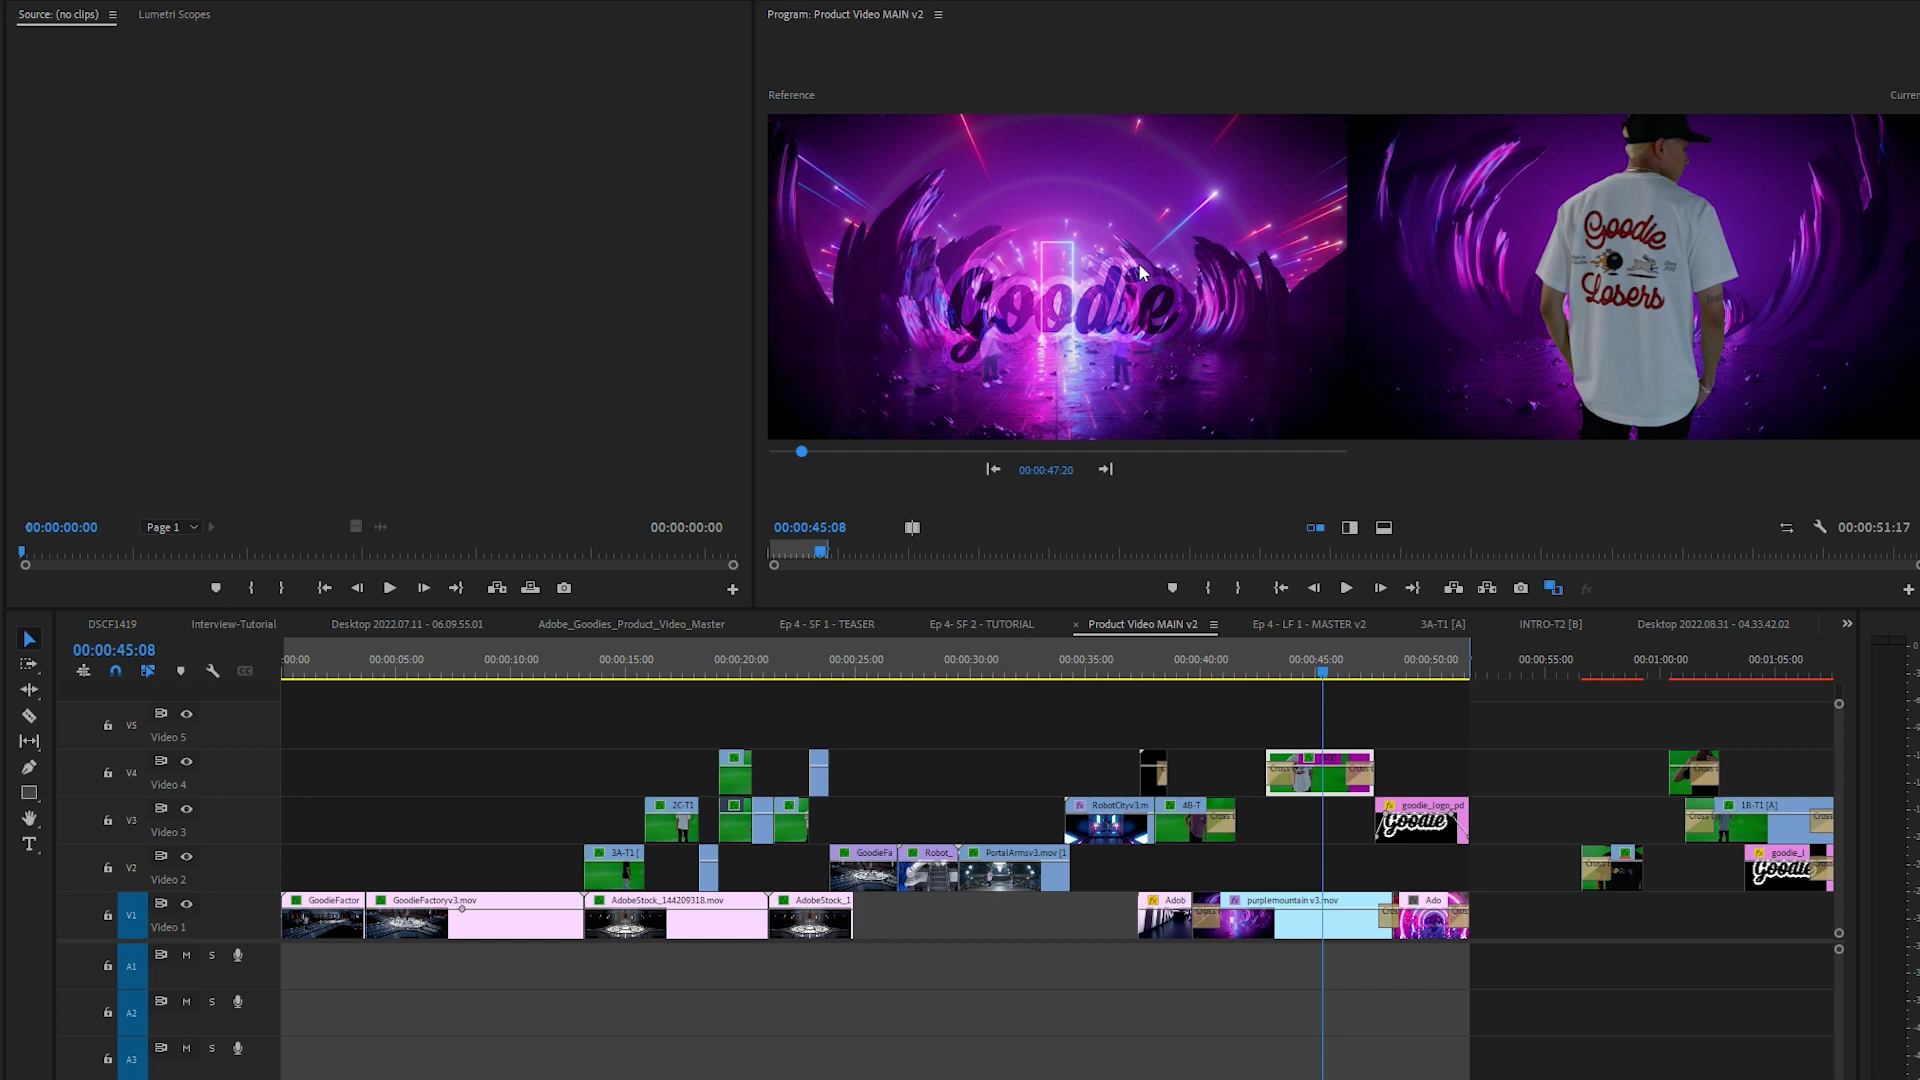 Source: (no clips)
Lumetri Scopes
Program: Product Video MAIN v2
Reference
Curren
Goodie
Goodie
Losers
00:00:47:20
00:00:00:00
Page 1
00:00:00:00
00:00:45:08
00:00:51:17
DSCF1419
Interview-Tutorial
Desktop 2022.07.11 - 06.09.55.01
Adobe_Goodies_Product_Video_Master
Ep 4 - SF 1 - TEASER
Ep 4- SF 2 - TUTORIAL
× Product Video MAIN v2
Ep 4 - LF 1 - MASTER v2
3A-T1 [A]
INTRO-T2 [B]
Desktop 2022.08.31 - 04.33.42.02
00:00:45:08
:00:00
00:00:05:00
00:00:10:00
00:00:15:00
00:00:20:00
00:00:25:00
00:00:30:00
00:00:35:00
00:00:40:00
00:00:45:00
00:00:50:00
00:00:55:00
00:01:00:00
00:01:05:00
V5
Video 5
V4
Video 4
Cross
V3
Video 3
2C-T1
RobotCityv3.m
4B-T
Cross
goodie_logo_pd
Goodie
1B-T1 [A]
V2
Video 2
3A-T1 [
GoodieFa
Robot_
PortalArmsv3.mov [1
goodie_l
Goodie
V1
Video 1
GoodieFactor
GoodieFactoryv3.mov
AdobeStock_144209318.mov
AdobeStock_1
Adob
Cross
purplemountain v3.mov
Cros
Ado
A1 M S
A2 M S
A3 M S